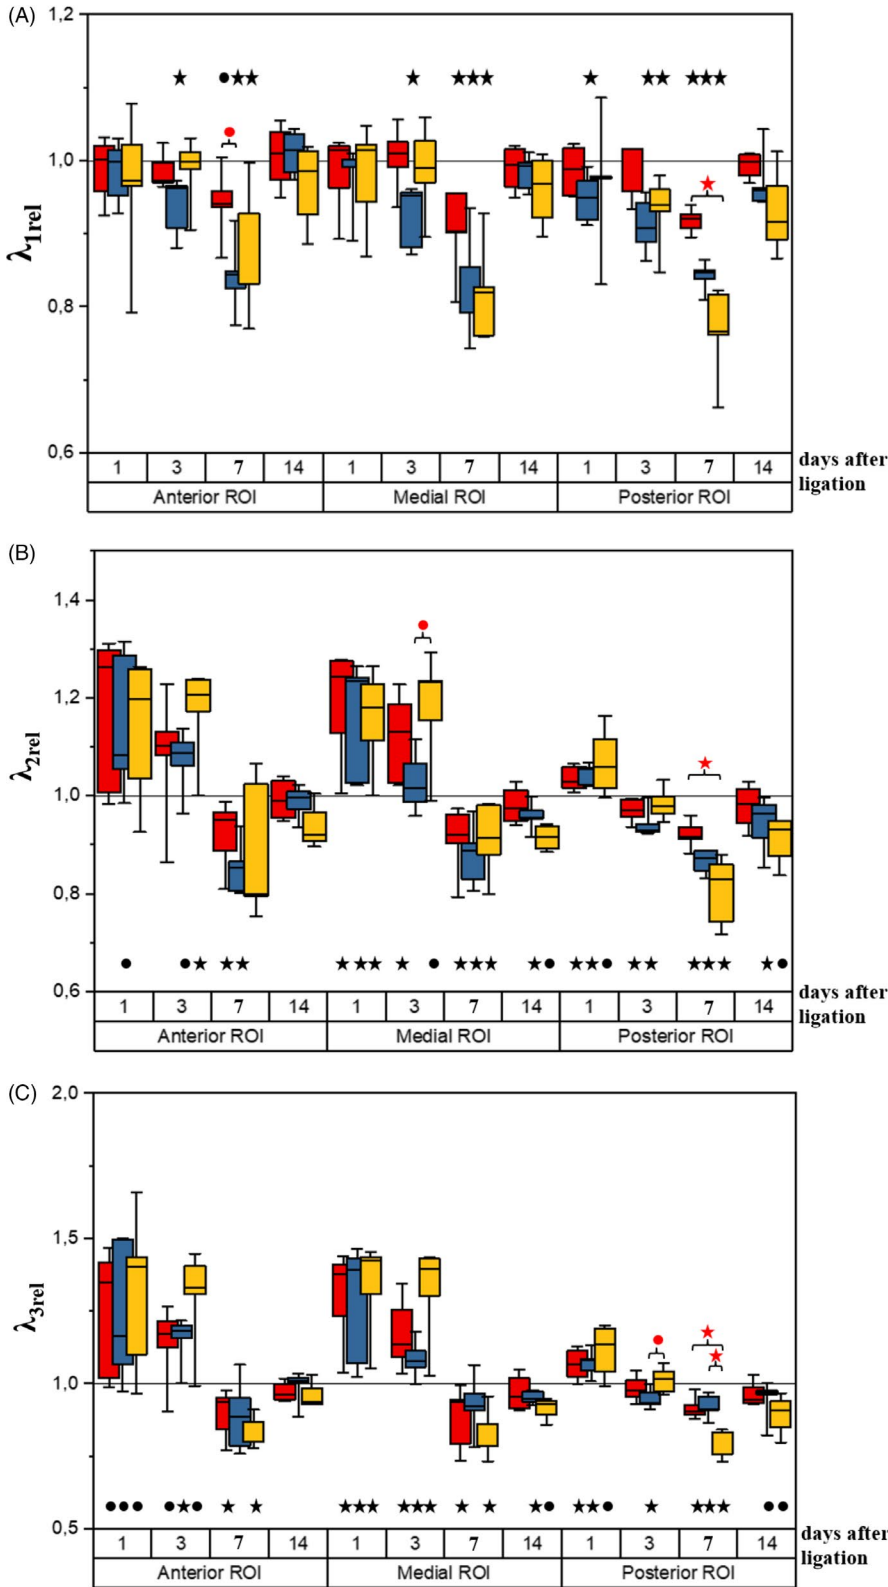 (A)
1,2
1,0
0,8
0,6
λ1rel
1 3 7 14 1 3 7 14 1 3 7 14
Anterior ROI Medial ROI Posterior ROI
days after
ligation
(B)
1,4
1,2
1,0
0,8
0,6
λ2rel
1 3 7 14 1 3 7 14 1 3 7 14
Anterior ROI Medial ROI Posterior ROI
days after
ligation
(C)
2,0
1,5
1,0
0,5
λ3rel
1 3 7 14 1 3 7 14 1 3 7 14
Anterior ROI Medial ROI Posterior ROI
days after
ligation